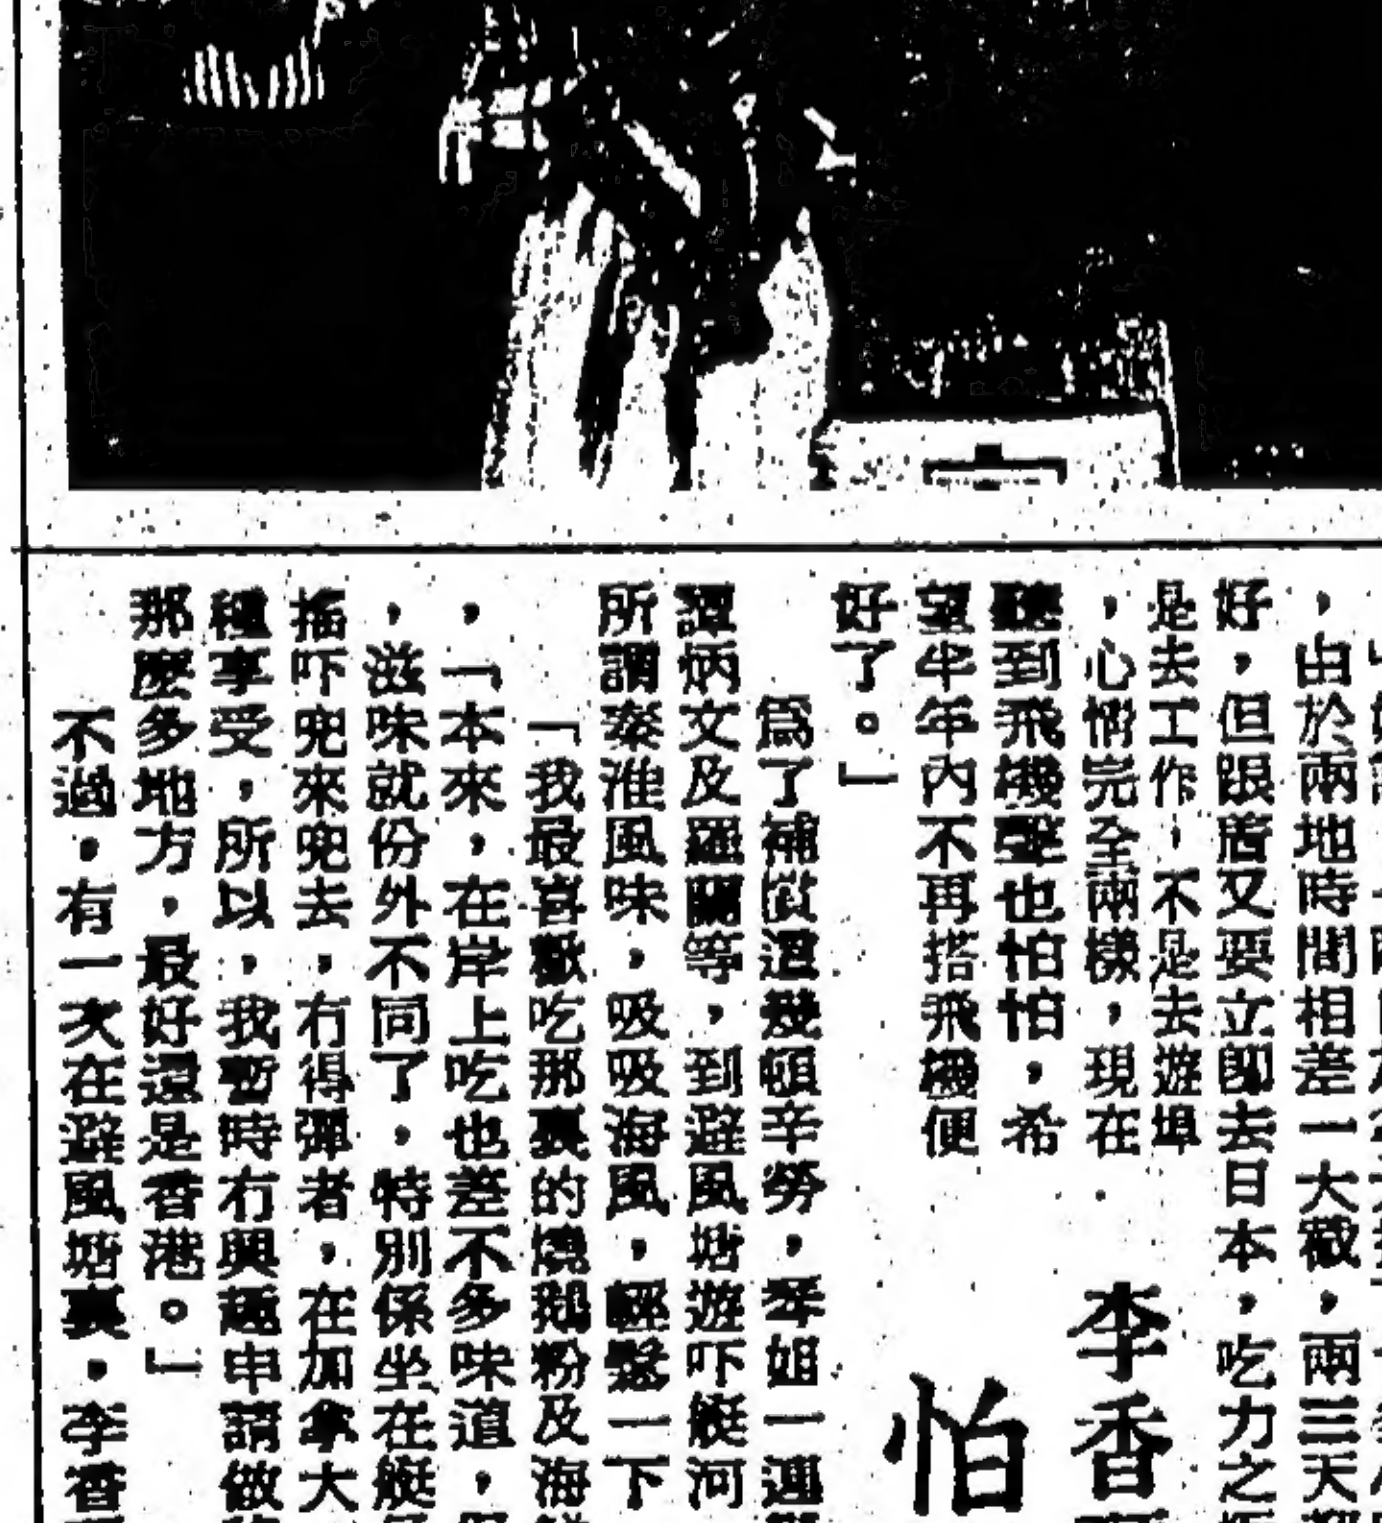 ，由於兩地時間相差一大截，兩三天
好，但跟着又要立卽去日本，吃力之
是去工作，不是去遊埠
，心情完全兩樣，現在
聽到飛機聲也怕怕，希
望半年內不再搭飛機便
好了。」
李香
怕
爲了補償這幾頓辛勞，琴姐一連
譚炳文及羅蘭等，到避風塘遊吓艇河
所謂秦淮風味，吸吸海風，輕鬆一下
「我最喜歡吃那裏的燒鵝粉及海
，「本來，在岸上吃也差不多味道，
，滋味就份外不同了，特別係坐在艇
搖吓兜來兜去，冇得彈者，在加拿大
種享受，所以，我暫時冇興趣申請做
那麼多地方，最好還是香港。」
不過，有一次在避風塘裏，李香